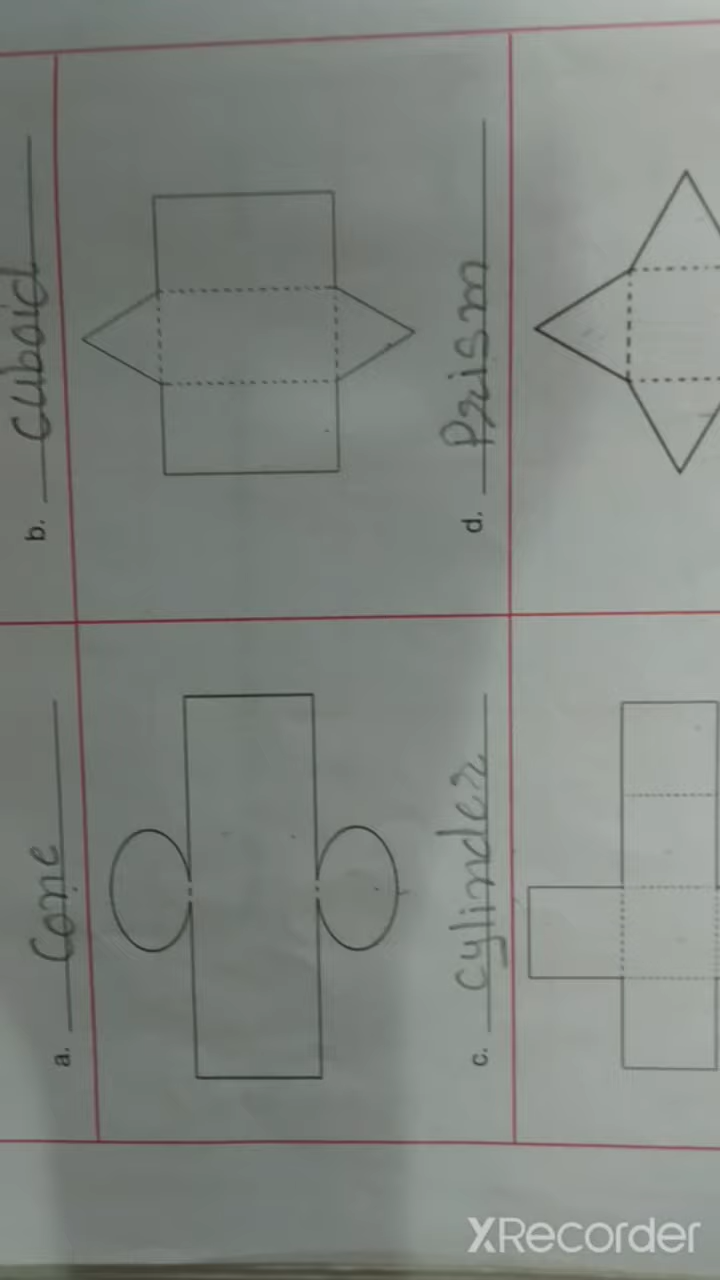 a. Cone
b. Cuboid
c. Cylinder
d. Prism
XRecorder